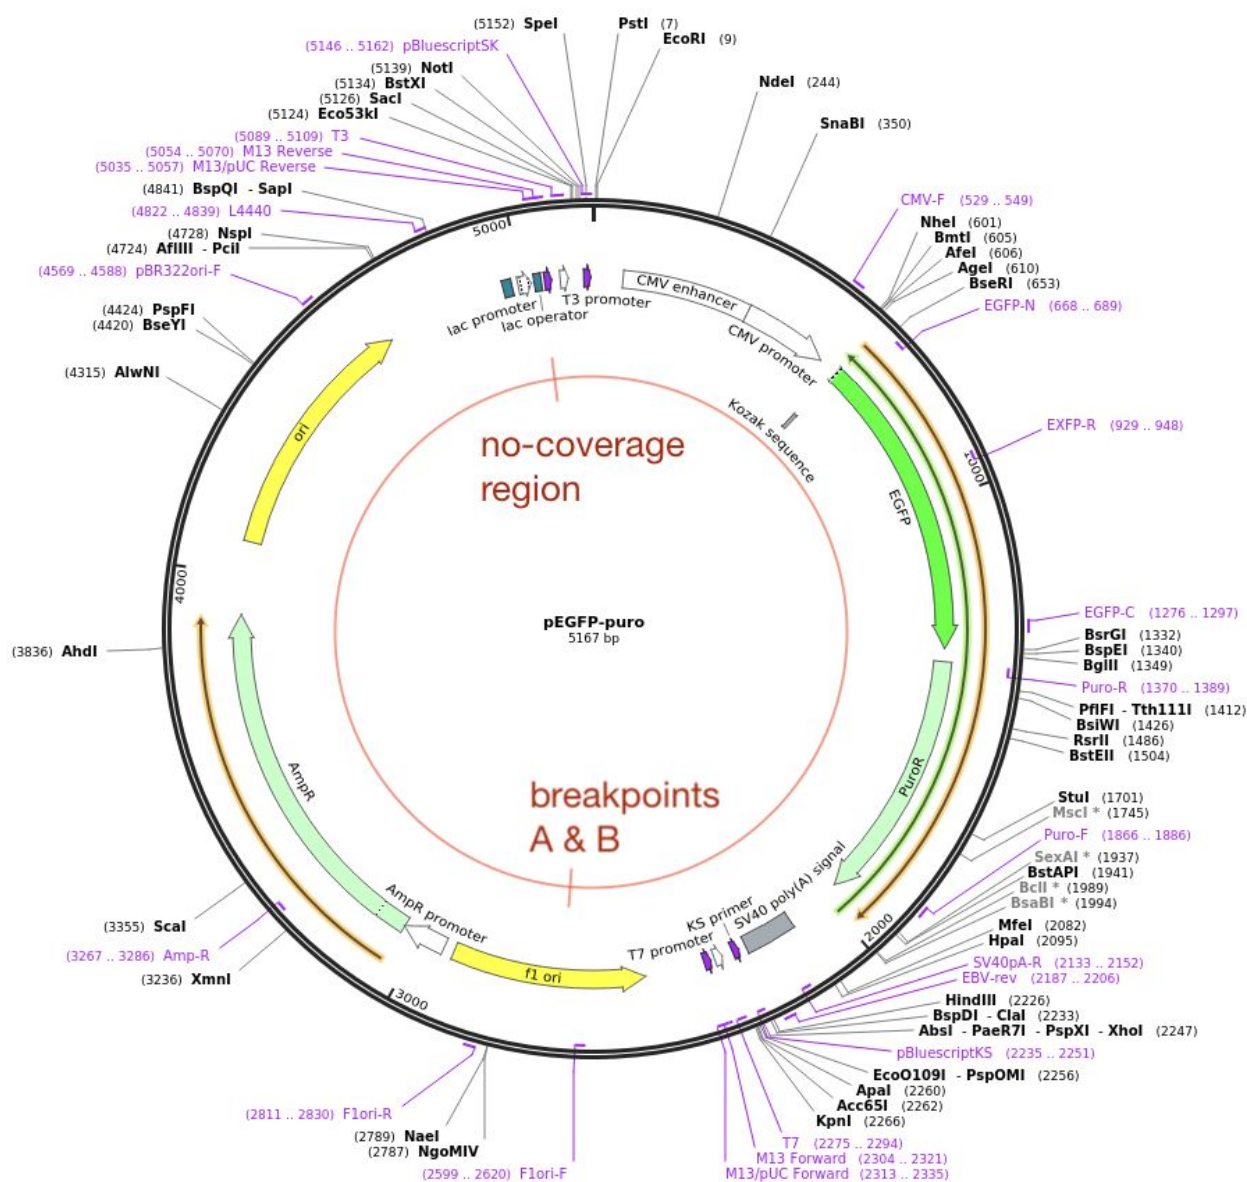 (5152) SpeI
PstI (7)
EcoRI (9)
(5146 .. 5162) pBluescriptSK
(5139) NotI
(5134) BstXI
(5126) SacI
(5124) Eco53kI
(5089 .. 5109) T3
(5054 .. 5070) M13 Reverse
(5035 .. 5057) M13/pUC Reverse
(4841) BspQI - SapI
(4822 .. 4839) L4440
(4728) NspI
(4724) AflIII - PciI
(4569 .. 4588) pBR322ori-F
(4424) PspFI
(4420) BseYI
(4315) AlwNI
NdeI (244)
SnaBI (350)
CMV-F (529 .. 549)
NheI (601)
BmtI (605)
AfeI (606)
AgeI (610)
BseRI (653)
EGFP-N (668 .. 689)
EXFP-R (929 .. 948)
5000
1000
lac promoter
lac operator
T3 promoter
CMV enhancer
CMV promoter
Kozak sequence
ori
EGFP
no-coverage
region
4000
pEGFP-puro
5167 bp
(3836) AhdI
EGFP-C (1276 .. 1297)
BsrGI (1332)
BspEI (1340)
BglII (1349)
Puro-R (1370 .. 1389)
PflFI - Tth111I (1412)
BsiWI (1426)
RsrII (1486)
BstEII (1504)
AmpR
PuroR
breakpoints
A & B
StuI (1701)
MscI * (1745)
Puro-F (1866 .. 1886)
SexAI * (1937)
BstAPI (1941)
BclI * (1989)
BsaBI * (1994)
MfeI (2082)
HpaI (2095)
SV40pA-R (2133 .. 2152)
EBV-rev (2187 .. 2206)
HindIII (2226)
BspDI - ClaI (2233)
AbsI - PaeR7I - PspXI - XhoI (2247)
pBluescriptKS (2235 .. 2251)
EcoO109I - PspOMI (2256)
ApaI (2260)
Acc65I (2262)
KpnI (2266)
T7 (2275 .. 2294)
M13 Forward (2304 .. 2321)
M13/pUC Forward (2313 .. 2335)
2000
SV40 poly(A) signal
KS primer
T7 promoter
AmpR promoter
f1 ori
3000
(3355) ScaI
(3267 .. 3286) Amp-R
(3236) XmnI
(2811 .. 2830) F1ori-R
(2789) NaeI
(2787) NgoMIV
(2599 .. 2620) F1ori-F